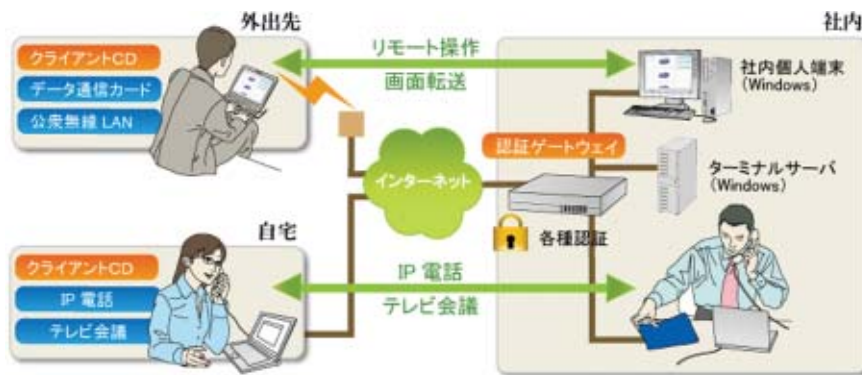 外出先
クライアントCD
データ通信カード
公衆無線 LAN
自宅
クライアントCD
IP 電話
テレビ会議
リモート操作
画面転送
インターネット
IP 電話
テレビ会議
社内
社内個人端末
(Windows)
認証ゲートウェイ
ターミナルサーバ
(Windows)
各種認証